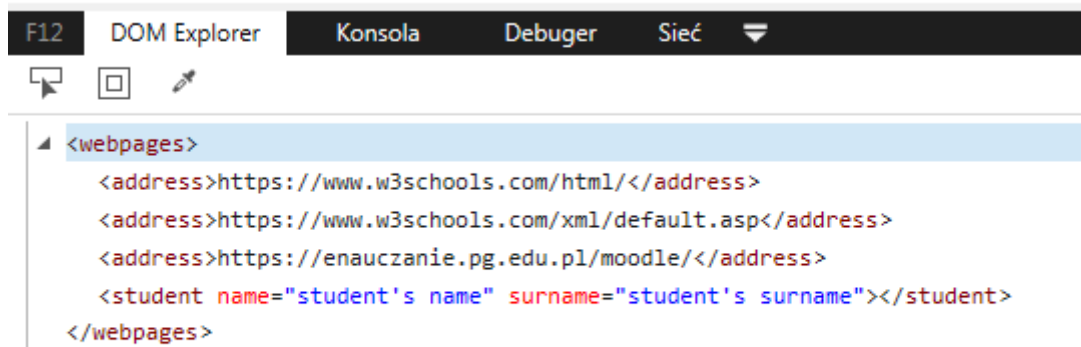 F12 DOM Explorer Konsola Debuger Sieć
<webpages>
<address>https://www.w3schools.com/html/</address>
<address>https://www.w3schools.com/xml/default.asp</address>
<address>https://enauczanie.pg.edu.pl/moodle/</address>
<student name="student's name" surname="student's surname"></student>
</webpages>